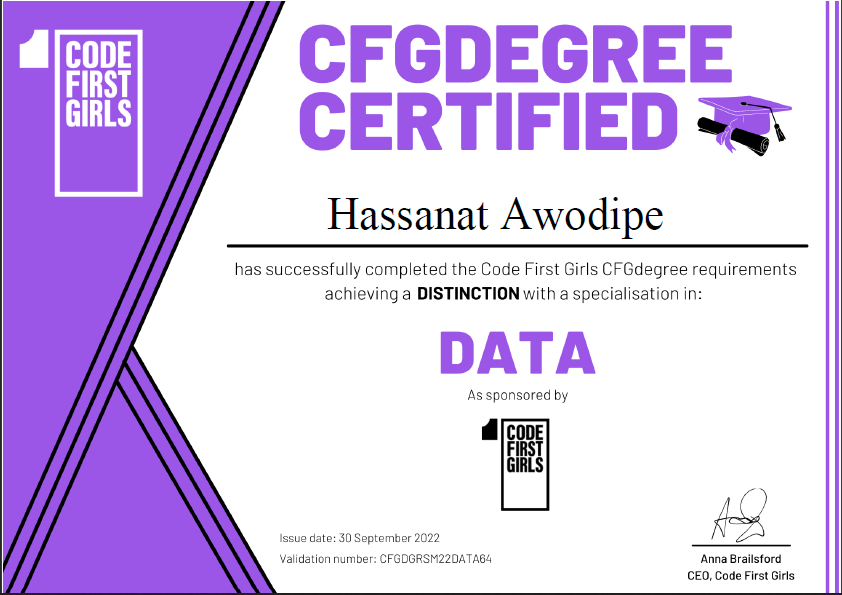 CODE
FIRST
GIRLS
CFGDEGREE
CERTIFIED
Hassanat Awodipe
has successfully completed the Code First Girls CFGdegree requirements
achieving a DISTINCTION with a specialisation in:
DATA
As sponsored by
CODE
FIRST
GIRLS
Issue date: 30 September 2022
Validation number: CFGDGRSM22DATA64
Anna Brailsford
CEO, Code First Girls